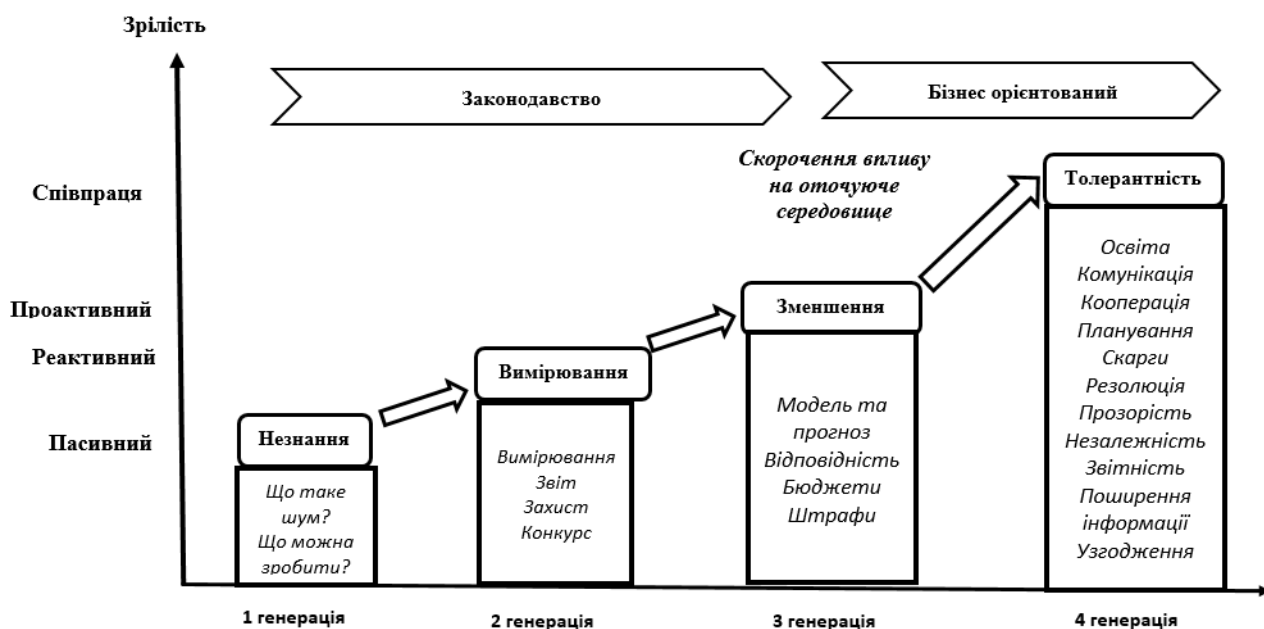 Зрілість
Законодавство
Бізнес орієнтований
Скорочення впливу
на оточуюче
середовище
Співпраця
Проактивний
Реактивний
Пасивний
Незнання
Що таке
шум?
Що можна
зробити?
Вимірювання
Вимірювання
Звіт
Захист
Конкурс
Зменшення
Модель та
прогноз
Відповідність
Бюджети
Штрафи
Толерантність
Освіта
Комунікація
Кооперація
Планування
Скарги
Резолюція
Прозорість
Незалежність
Звітність
Поширення
інформації
Узгодження
1 генерація
2 генерація
3 генерація
4 генерація